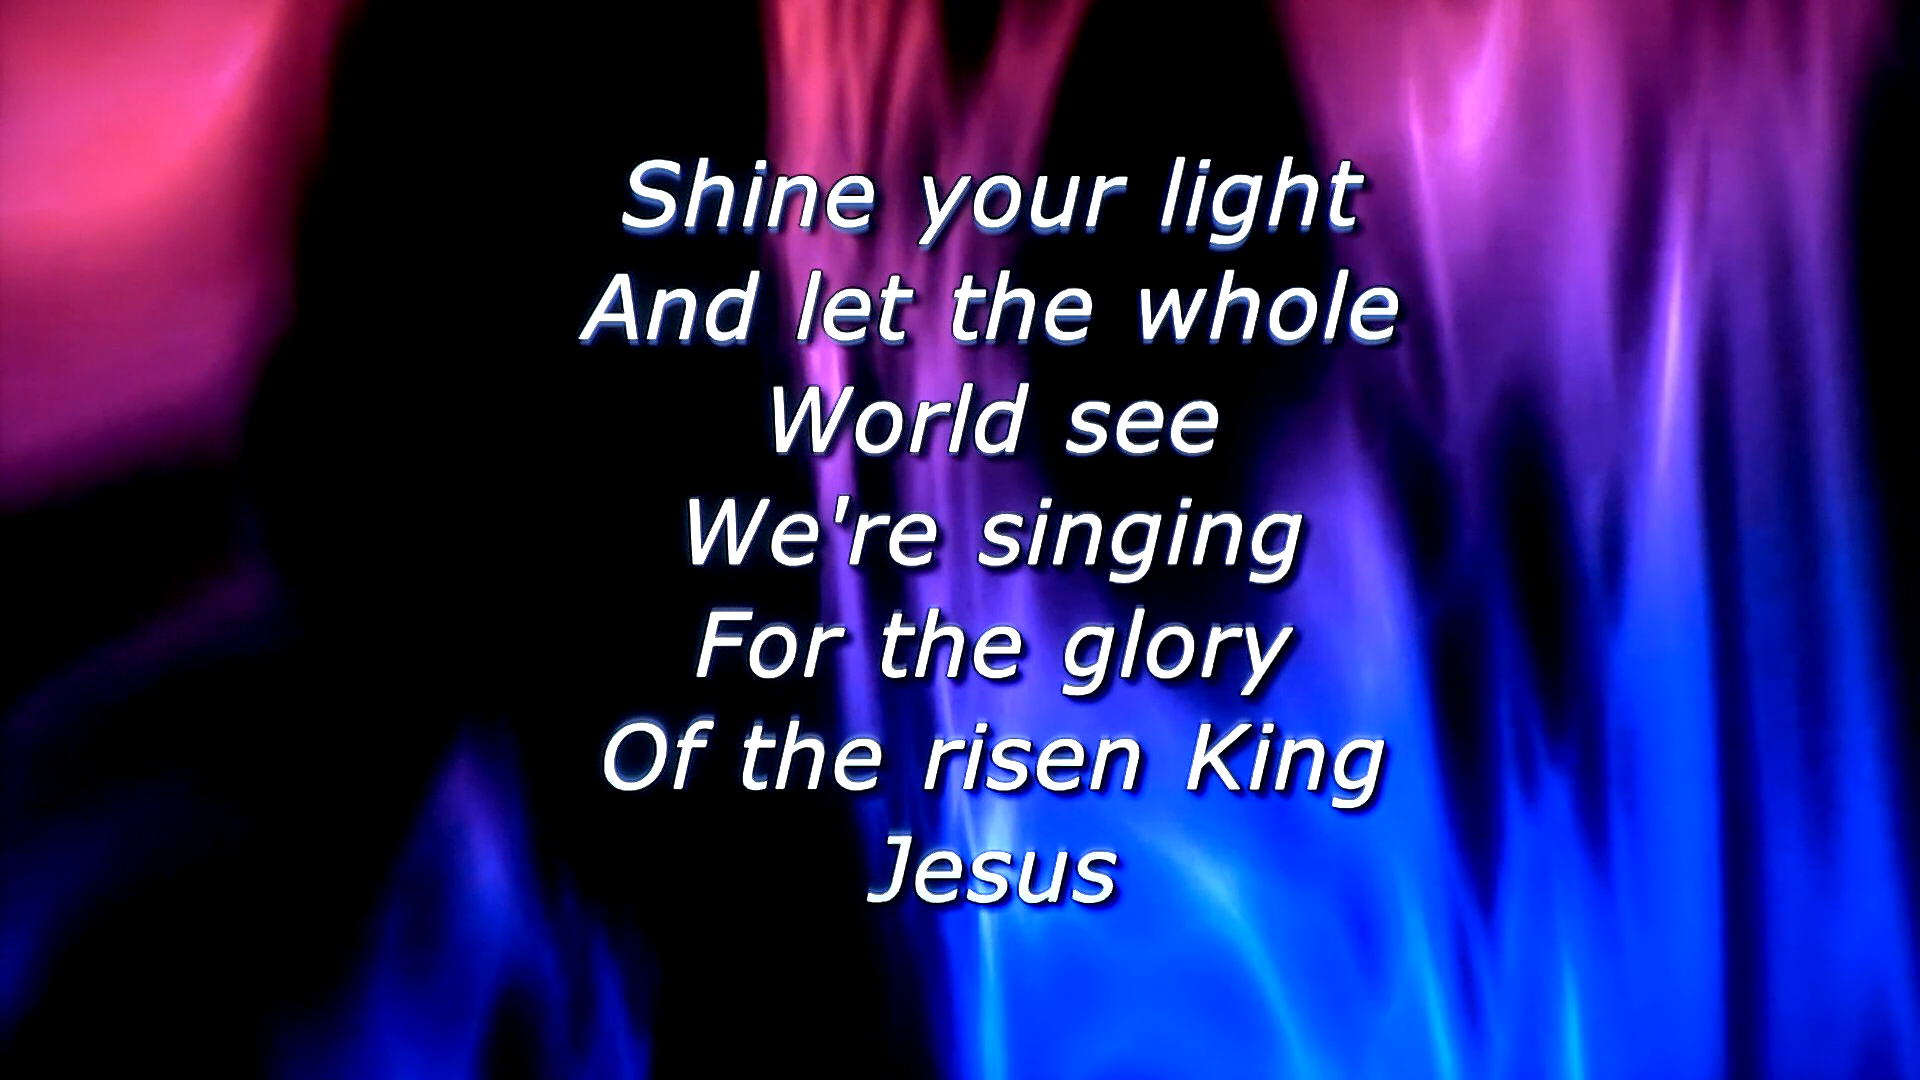 Shine your light
And let the whole
World see
We're singing
For the glory
Of the risen King
Jesus